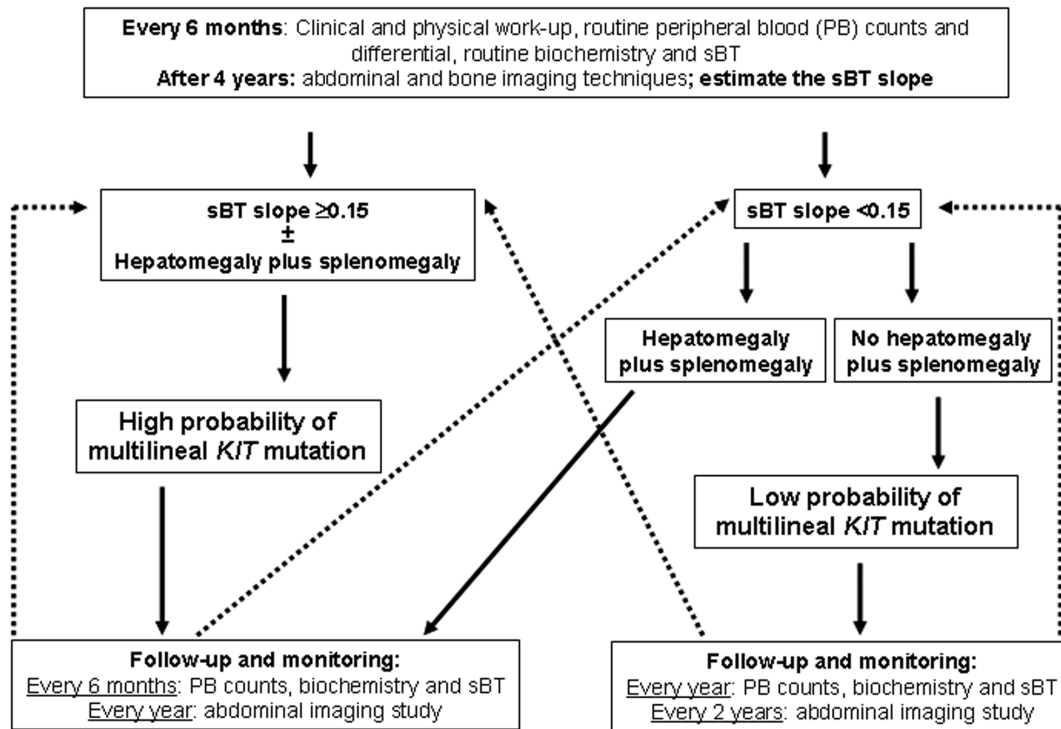 Every 6 months: Clinical and physical work-up, routine peripheral blood (PB) counts and
differential, routine biochemistry and sBT
After 4 years: abdominal and bone imaging techniques; estimate the sBT slope
sBT slope ≥0.15
±
Hepatomegaly plus splenomegaly
sBT slope <0.15
Hepatomegaly
plus splenomegaly
No hepatomegaly
plus splenomegaly
High probability of
multilineal KIT mutation
Low probability of
multilineal KIT mutation
Follow-up and monitoring:
Every 6 months: PB counts, biochemistry and sBT
Every year: abdominal imaging study
Follow-up and monitoring:
Every year: PB counts, biochemistry and sBT
Every 2 years: abdominal imaging study